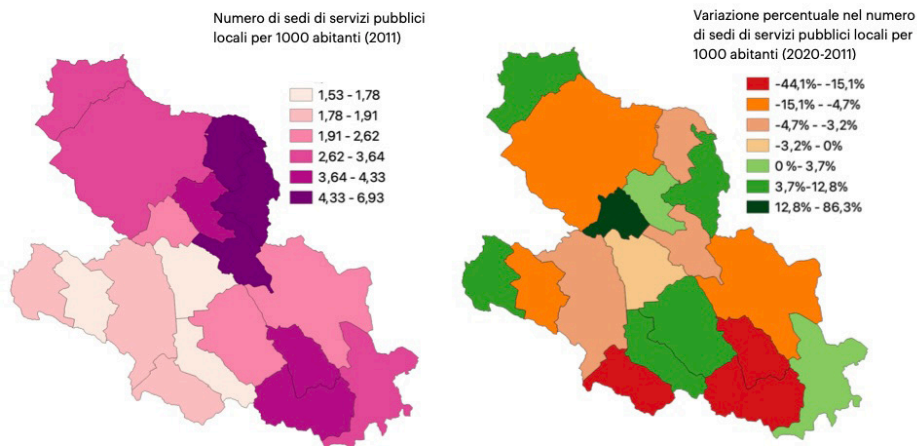 Numero di sedi di servizi pubblici
locali per 1000 abitanti (2011)
1,53 - 1,78
1,78 - 1,91
1,91 - 2,62
2,62 - 3,64
3,64 - 4,33
4,33 - 6,93
Variazione percentuale nel numero
di sedi di servizi pubblici locali per
1000 abitanti (2020-2011)
-44,1% - -15,1%
-15,1% - -4,7%
-4,7% - -3,2%
-3,2% - 0%
0 %- 3,7%
3,7%-12,8%
12,8% - 86,3%